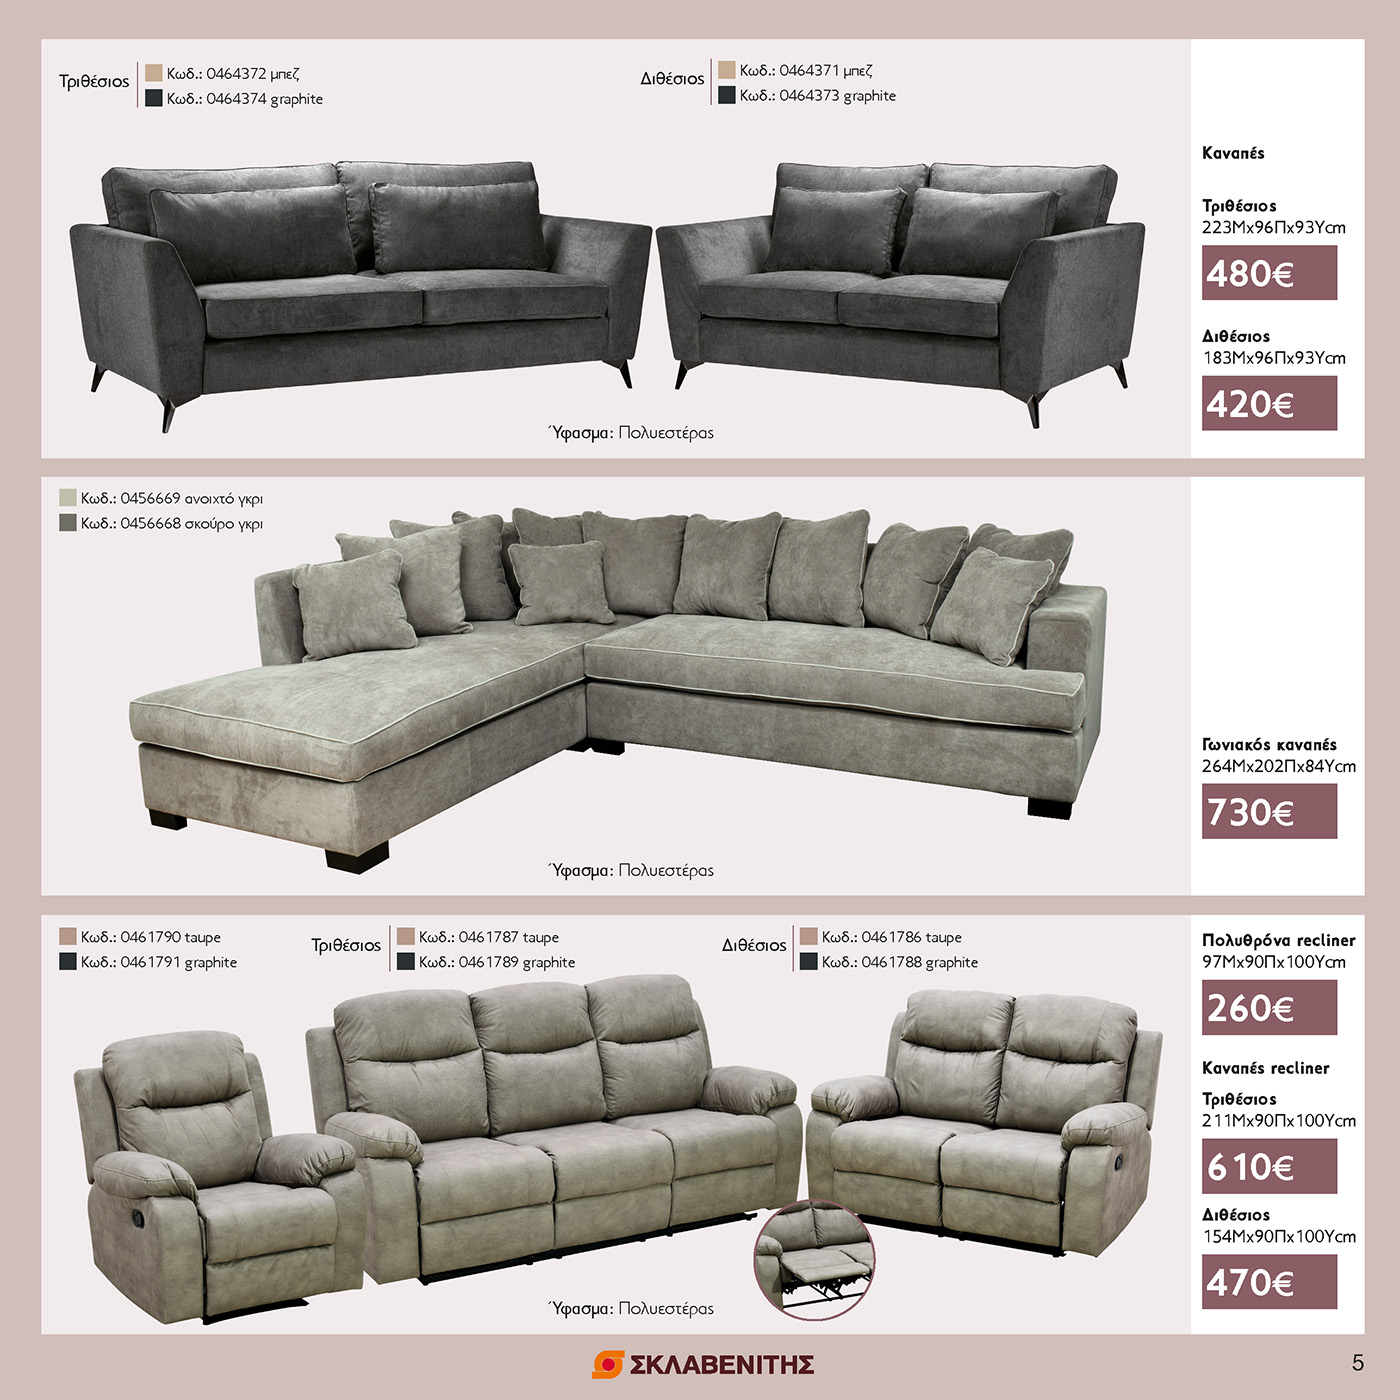 Τριθέσιος
Κωδ.: 0464372 μπεζ
Κωδ.: 0464374 graphite
Διθέσιος
Κωδ.: 0464371 μπεζ
Κωδ.: 0464373 graphite
Ύφασμα: Πολυεστέρας
Καναπές
Τριθέσιος
223Μx96Πx93Υcm
480€
Διθέσιος
183Μx96Πx93Υcm
420€
Κωδ.: 0456669 ανοιχτό γκρι
Κωδ.: 0456668 σκούρο γκρι
Ύφασμα: Πολυεστέρας
Γωνιακός καναπές
264Μx202Πx84Υcm
730€
Κωδ.: 0461790 taupe
Κωδ.: 0461791 graphite
Τριθέσιος
Κωδ.: 0461787 taupe
Κωδ.: 0461789 graphite
Διθέσιος
Κωδ.: 0461786 taupe
Κωδ.: 0461788 graphite
Ύφασμα: Πολυεστέρας
Πολυθρόνα recliner
97Μx90Πx100Υcm
260€
Καναπές recliner
Τριθέσιος
211Μx90Πx100Υcm
610€
Διθέσιος
154Μx90Πx100Υcm
470€
ΣΚΛΑΒΕΝΙΤΗΣ
5